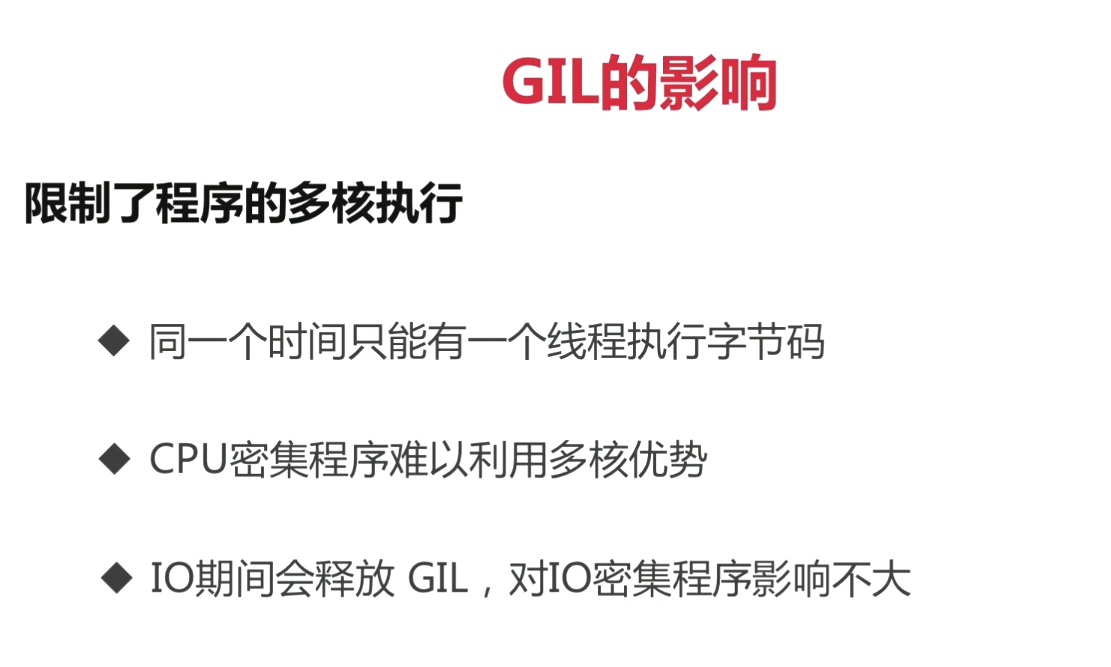 GIL的影响
限制了程序的多核执行
◆ 同一个时间只能有一个线程执行字节码
◆ CPU密集程序难以利用多核优势
◆ IO期间会释放 GIL，对IO密集程序影响不大